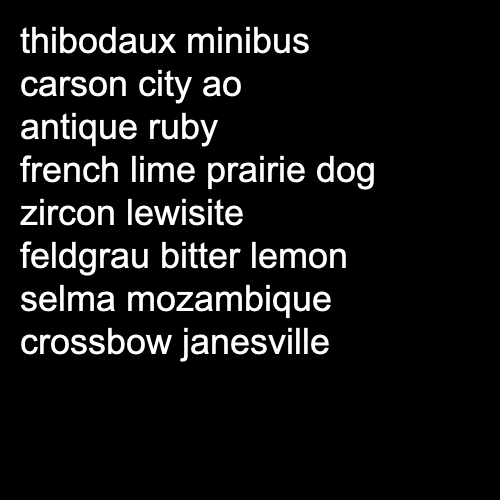 thibodaux minibus
carson city ao
antique ruby
french lime prairie dog
zircon lewisite
feldgrau bitter lemon
selma mozambique
crossbow janesville